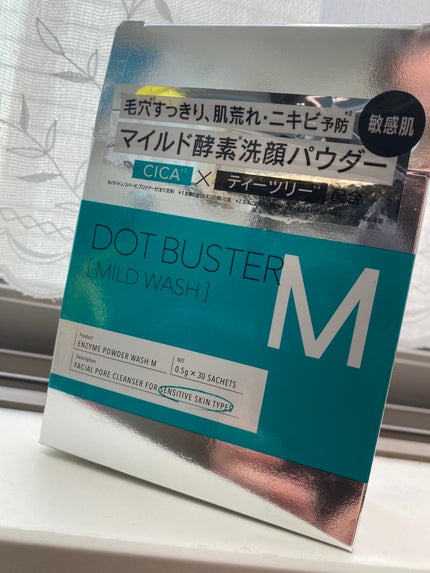 毛穴*1すっきり、肌荒れ・ニキビ予防*2
敏感肌
マイルド酵素洗顔パウダー
CICA*3 × ティーツリー
DOT BUSTER
[MILD WASH]
M
Product
ENZYME POWDER WASH M
NET
0.5g × 30 SACHETS
Description
FACIAL PORE CLEANSER FOR SENSITIVE SKIN TYPES